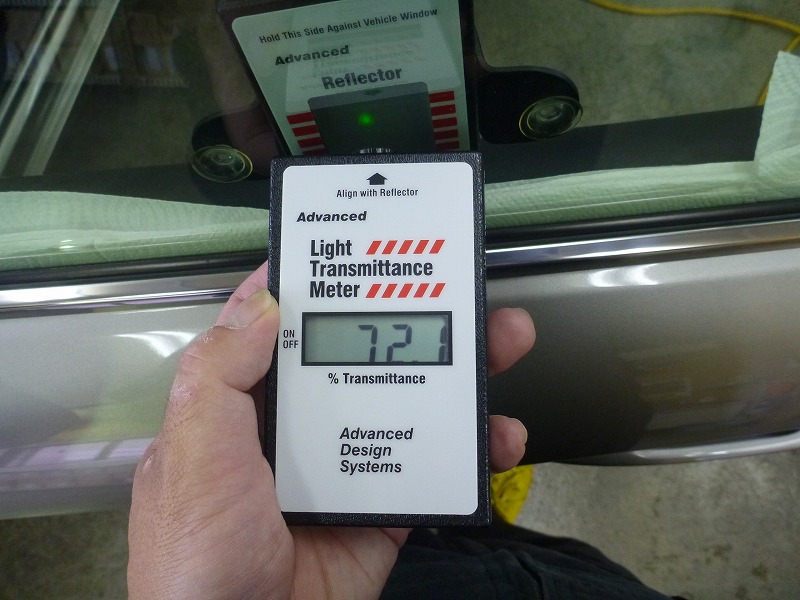 Hold This Side Against Vehicle Window
Advanced
Reflector
Align with Reflector
Advanced
Light
Transmittance
Meter
ON
OFF
72.1
% Transmittance
Advanced
Design
Systems